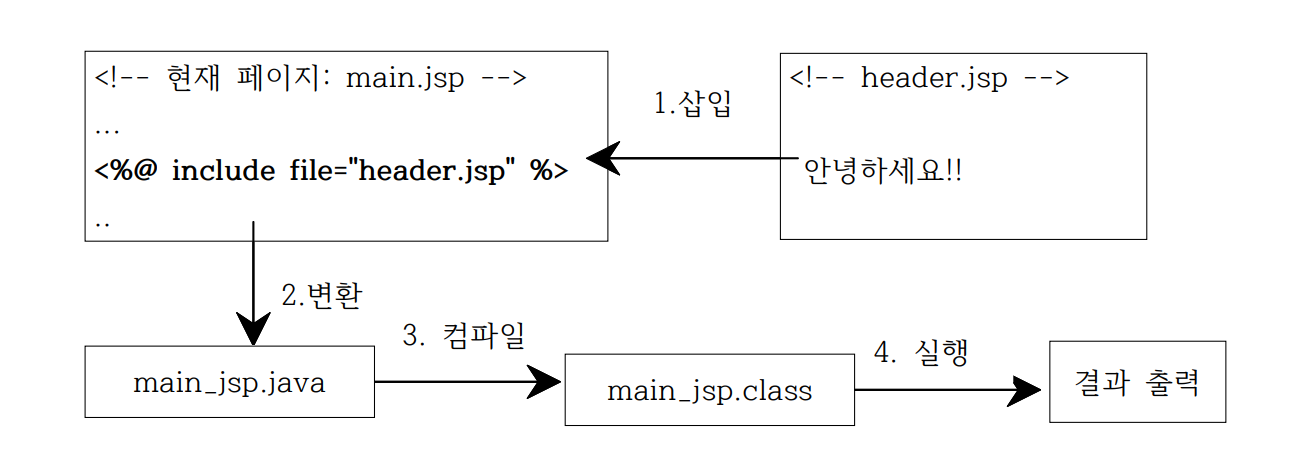 <!-- 현재 페이지: main.jsp -->
...
<%@ include file="header.jsp" %>
..
1.삽입
<!-- header.jsp -->
안녕하세요!!
2.변환
main_jsp.java
3. 컴파일
main_jsp.class
4. 실행
결과 출력